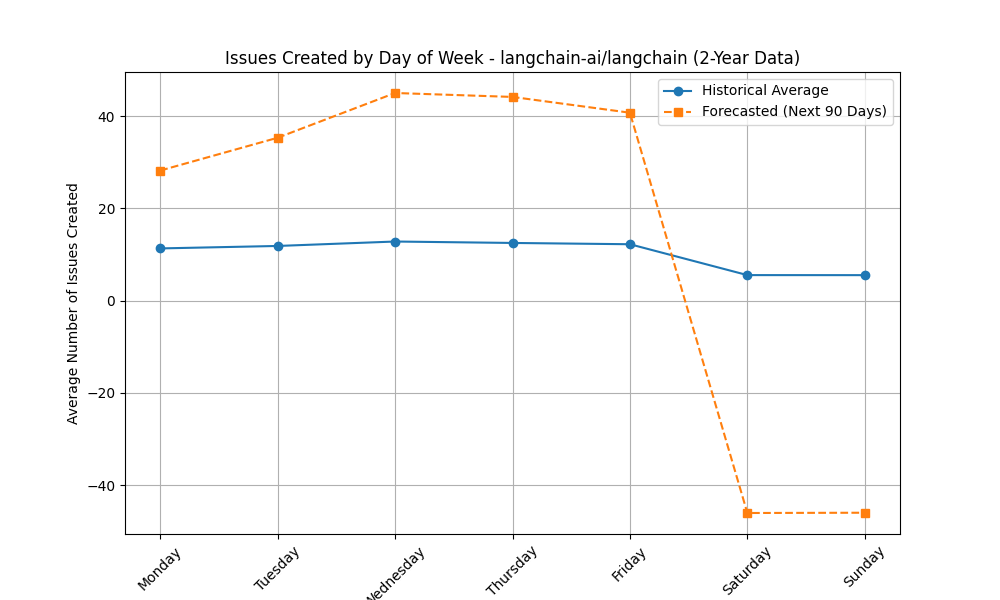 Issues Created by Day of Week - langchain-ai/langchain (2-Year Data)
Historical Average
Forecasted (Next 90 Days)
Average Number of Issues Created
40
20
0
−20
−40
Monday
Tuesday
Wednesday
Thursday
Friday
Saturday
Sunday